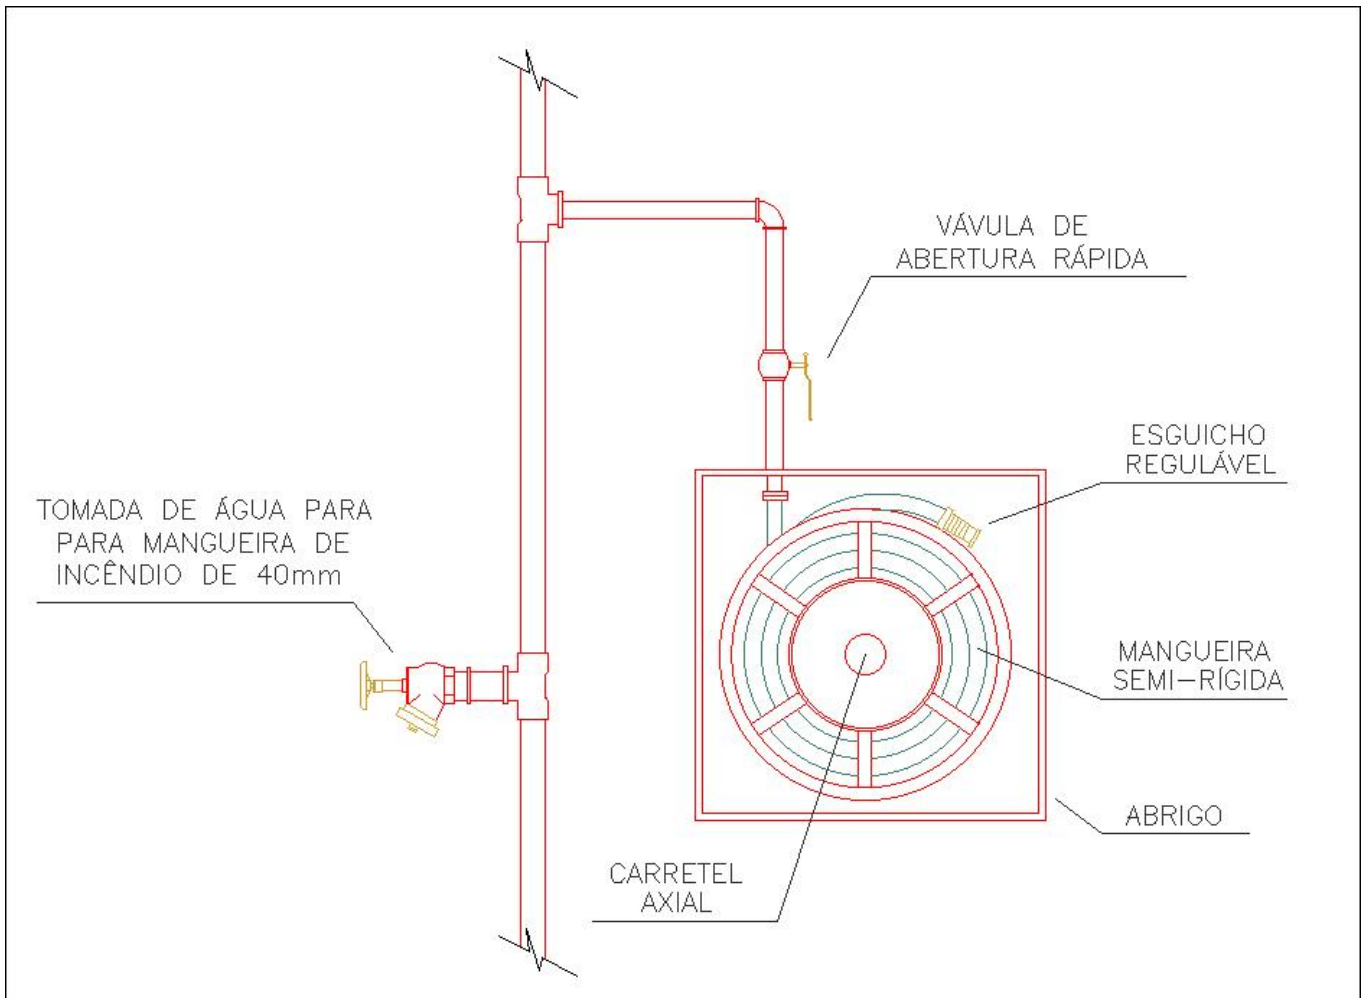 VÁVULA DE
ABERTURA RÁPIDA
ESGUICHO
REGULÁVEL
TOMADA DE ÁGUA PARA
PARA MANGUEIRA DE
INCÊNDIO DE 40mm
MANGUEIRA
SEMI-RÍGIDA
ABRIGO
CARRETEL
AXIAL